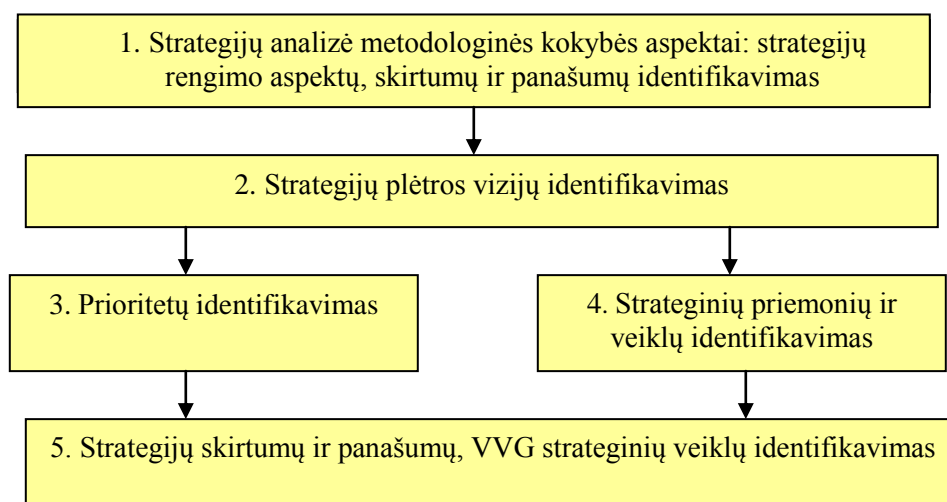 1. Strategijų analizė metodologinės kokybės aspektai: strategijų
rengimo aspektų, skirtumų ir panašumų identifikavimas
2. Strategijų plėtros vizijų identifikavimas
3. Prioritetų identifikavimas
4. Strateginių priemonių ir
veiklų identifikavimas
5. Strategijų skirtumų ir panašumų, VVG strateginių veiklų identifikavimas